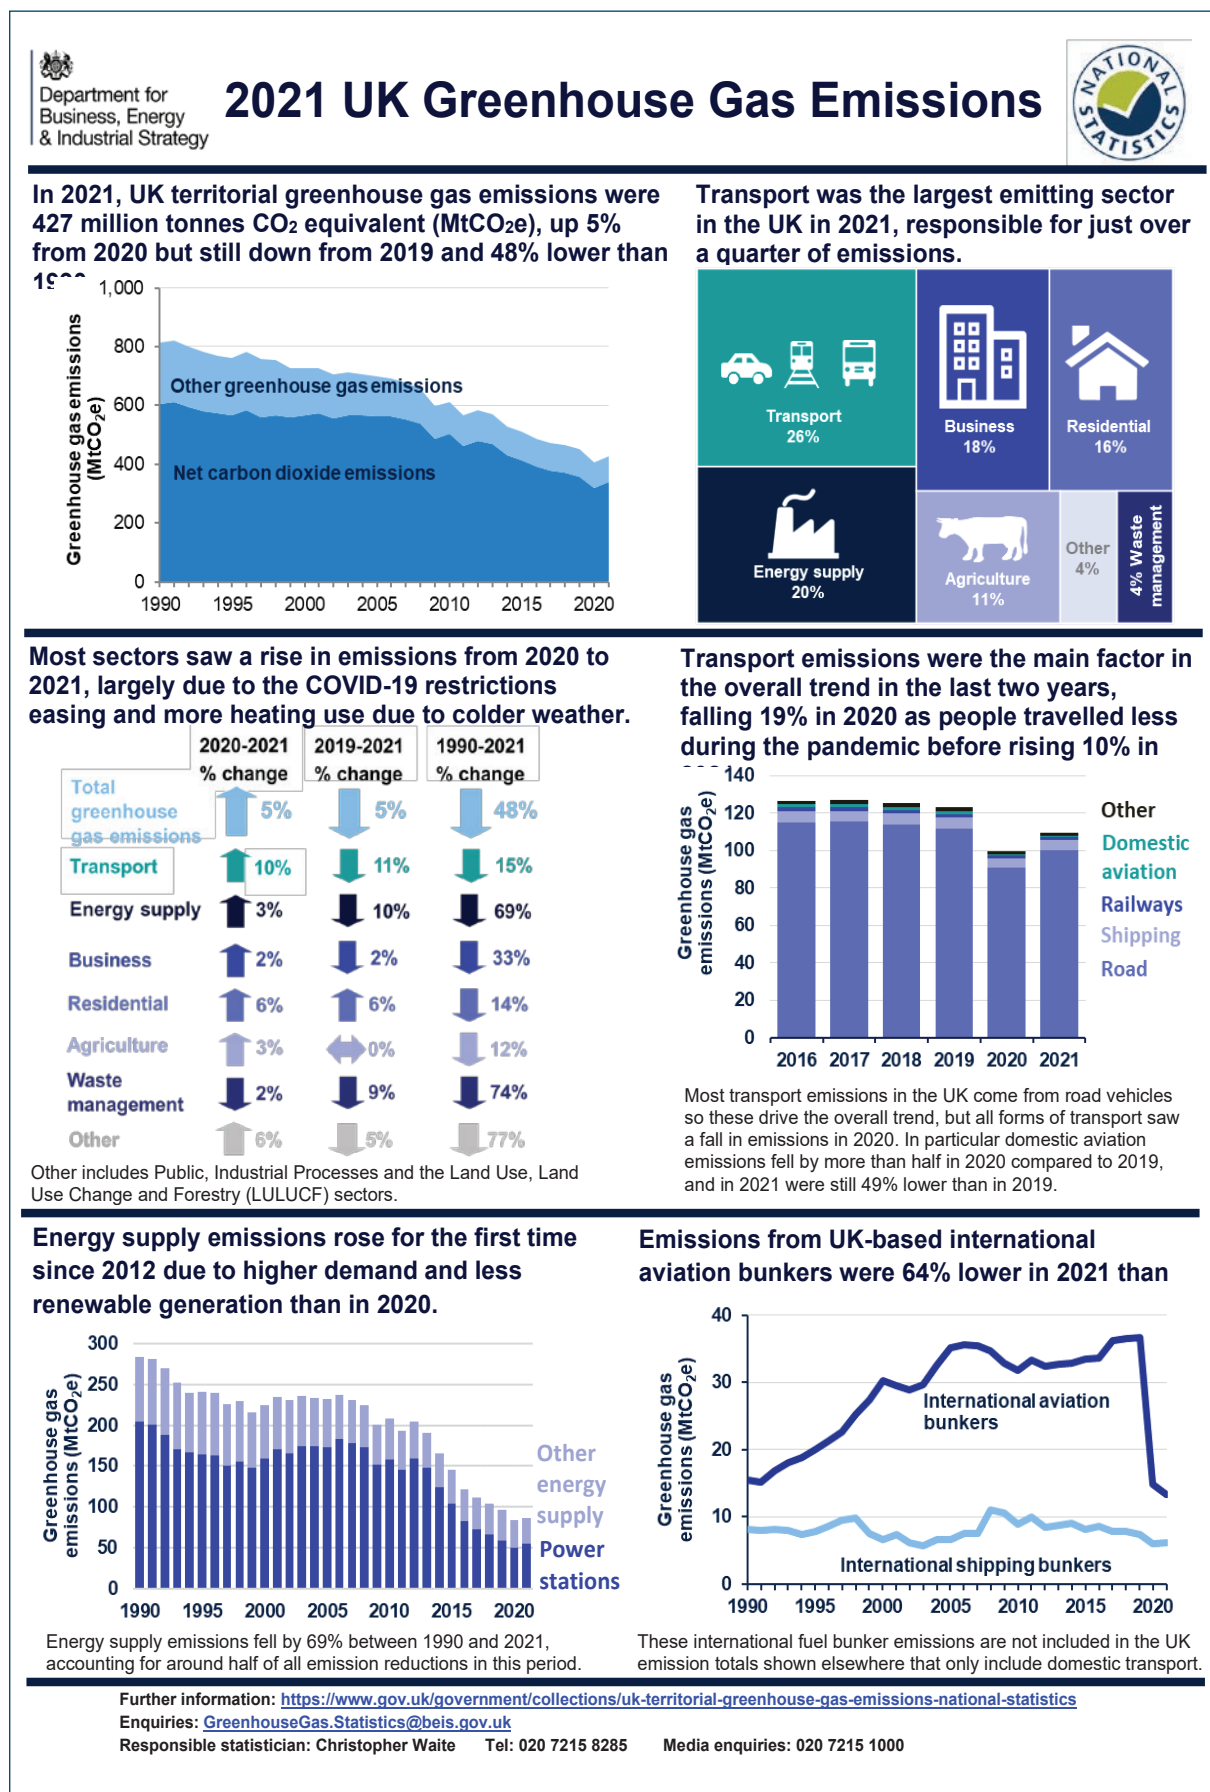 Department for
Business, Energy
& Industrial Strategy
2021 UK Greenhouse Gas Emissions
NATIONAL STATISTICS
In 2021, UK territorial greenhouse gas emissions were
427 million tonnes CO₂ equivalent (MtCO₂e), up 5%
from 2020 but still down from 2019 and 48% lower than
Greenhouse gas emissions
(MtCO₂e)
1,000
800
600
400
200
0
Other greenhouse gas emissions
Net carbon dioxide emissions
1990 1995 2000 2005 2010 2015 2020
Transport was the largest emitting sector
in the UK in 2021, responsible for just over
a quarter of emissions.
Transport
26%
Business
18%
Residential
16%
Energy supply
20%
Agriculture
11%
Other
4%
4% Waste
management
Most sectors saw a rise in emissions from 2020 to
2021, largely due to the COVID-19 restrictions
easing and more heating use due to colder weather.
2020-2021 2019-2021 1990-2021
% change % change % change
Total
greenhouse
gas emissions
5% 5% 48%
Transport 10% 11% 15%
Energy supply 3% 10% 69%
Business 2% 2% 33%
Residential 6% 6% 14%
Agriculture 3% 0% 12%
Waste
management 2% 9% 74%
Other 6% 5% 77%
Other includes Public, Industrial Processes and the Land Use, Land
Use Change and Forestry (LULUCF) sectors.
Transport emissions were the main factor in
the overall trend in the last two years,
falling 19% in 2020 as people travelled less
during the pandemic before rising 10% in
Greenhouse gas
emissions (MtCO₂e)
140
120
100
80
60
40
20
0
2016 2017 2018 2019 2020 2021
Other
Domestic
aviation
Railways
Shipping
Road
Most transport emissions in the UK come from road vehicles
so these drive the overall trend, but all forms of transport saw
a fall in emissions in 2020. In particular domestic aviation
emissions fell by more than half in 2020 compared to 2019,
and in 2021 were still 49% lower than in 2019.
Energy supply emissions rose for the first time
since 2012 due to higher demand and less
renewable generation than in 2020.
Greenhouse gas
emissions (MtCO₂e)
300
250
200
150
100
50
0
1990 1995 2000 2005 2010 2015 2020
Other
energy
supply
Power
stations
Energy supply emissions fell by 69% between 1990 and 2021,
accounting for around half of all emission reductions in this period.
Emissions from UK-based international
aviation bunkers were 64% lower in 2021 than
Greenhouse gas
emissions (MtCO₂e)
40
30
20
10
0
International aviation
bunkers
International shipping bunkers
1990 1995 2000 2005 2010 2015 2020
These international fuel bunker emissions are not included in the UK
emission totals shown elsewhere that only include domestic transport.
Further information: https://www.gov.uk/government/collections/uk-territorial-greenhouse-gas-emissions-national-statistics
Enquiries: GreenhouseGas.Statistics@beis.gov.uk
Responsible statistician: Christopher Waite Tel: 020 7215 8285 Media enquiries: 020 7215 1000